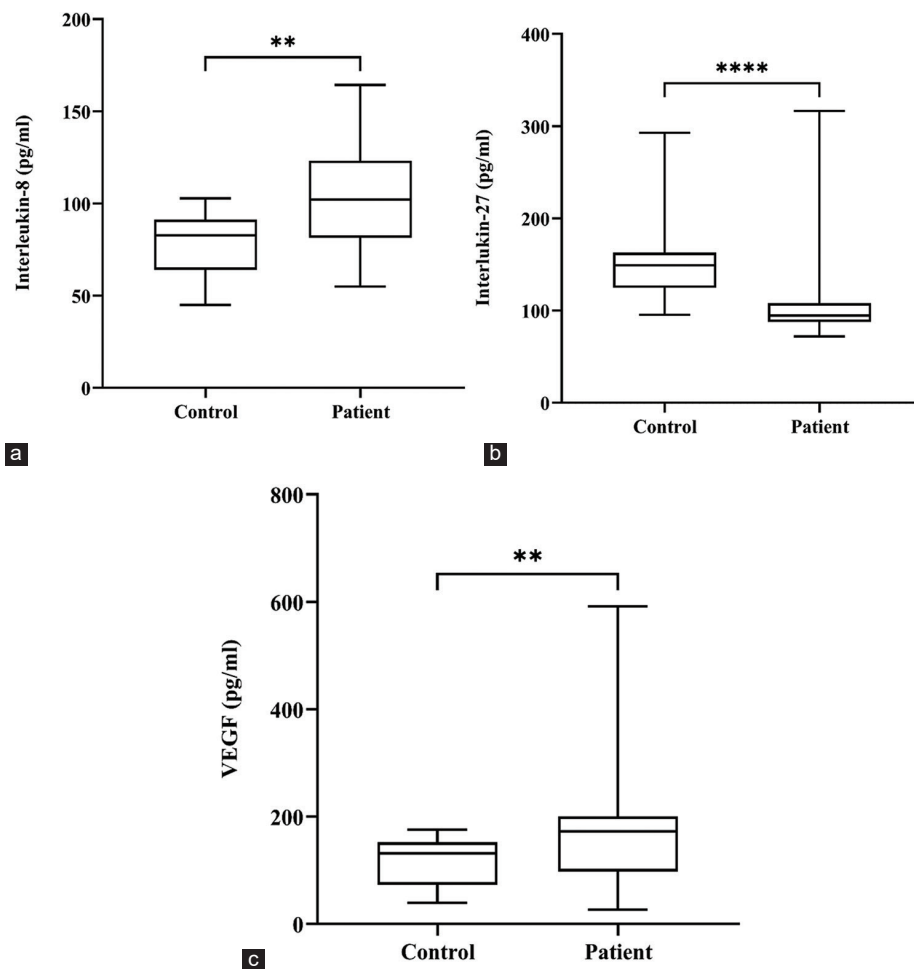 200
150
100
50
0
Interleukin-8 (pg/ml)
**
Control
Patient
a
400
300
200
100
0
Interlukin-27 (pg/ml)
****
Control
Patient
b
800
600
400
200
0
VEGF (pg/ml)
**
Control
Patient
c